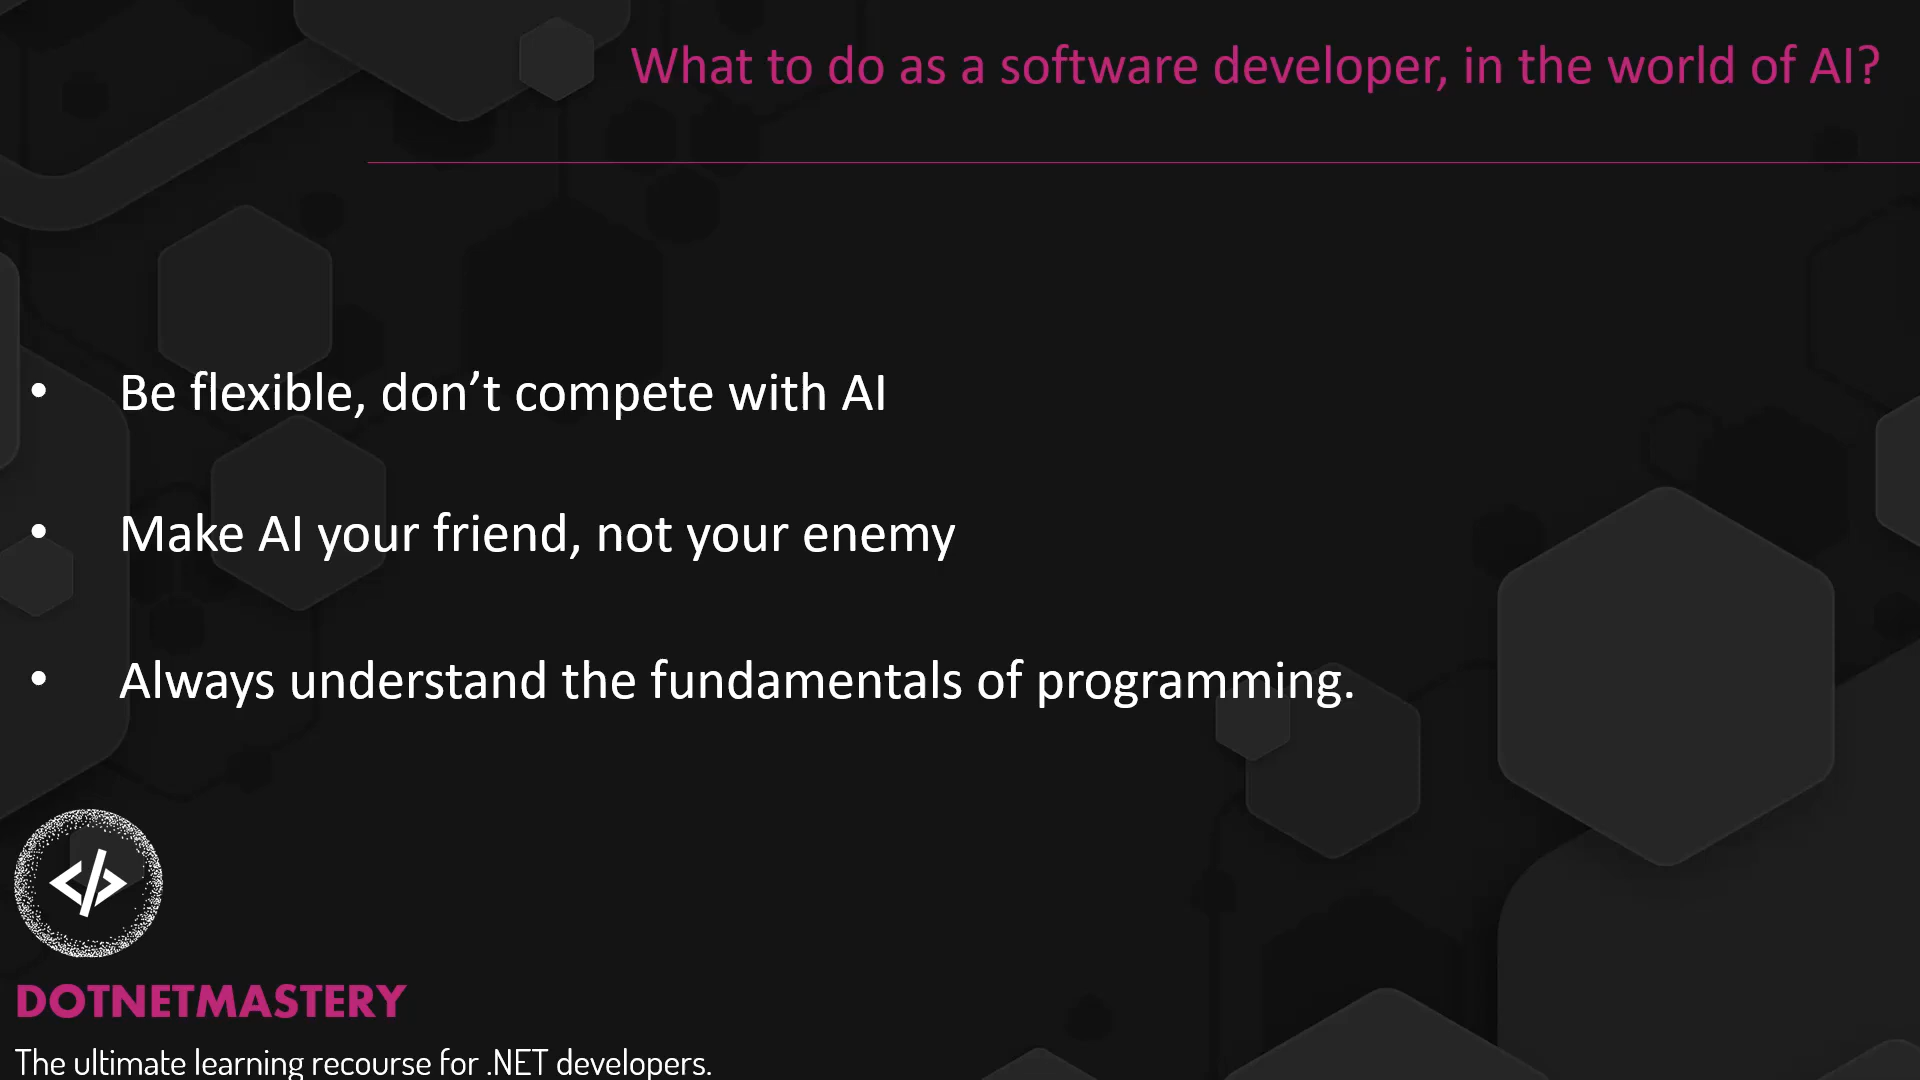 What to do as a software developer, in the world of AI?
• Be flexible, don’t compete with AI
• Make AI your friend, not your enemy
• Always understand the fundamentals of programming.
</>
DOTNETMASTERY
The ultimate learning recourse for .NET developers.